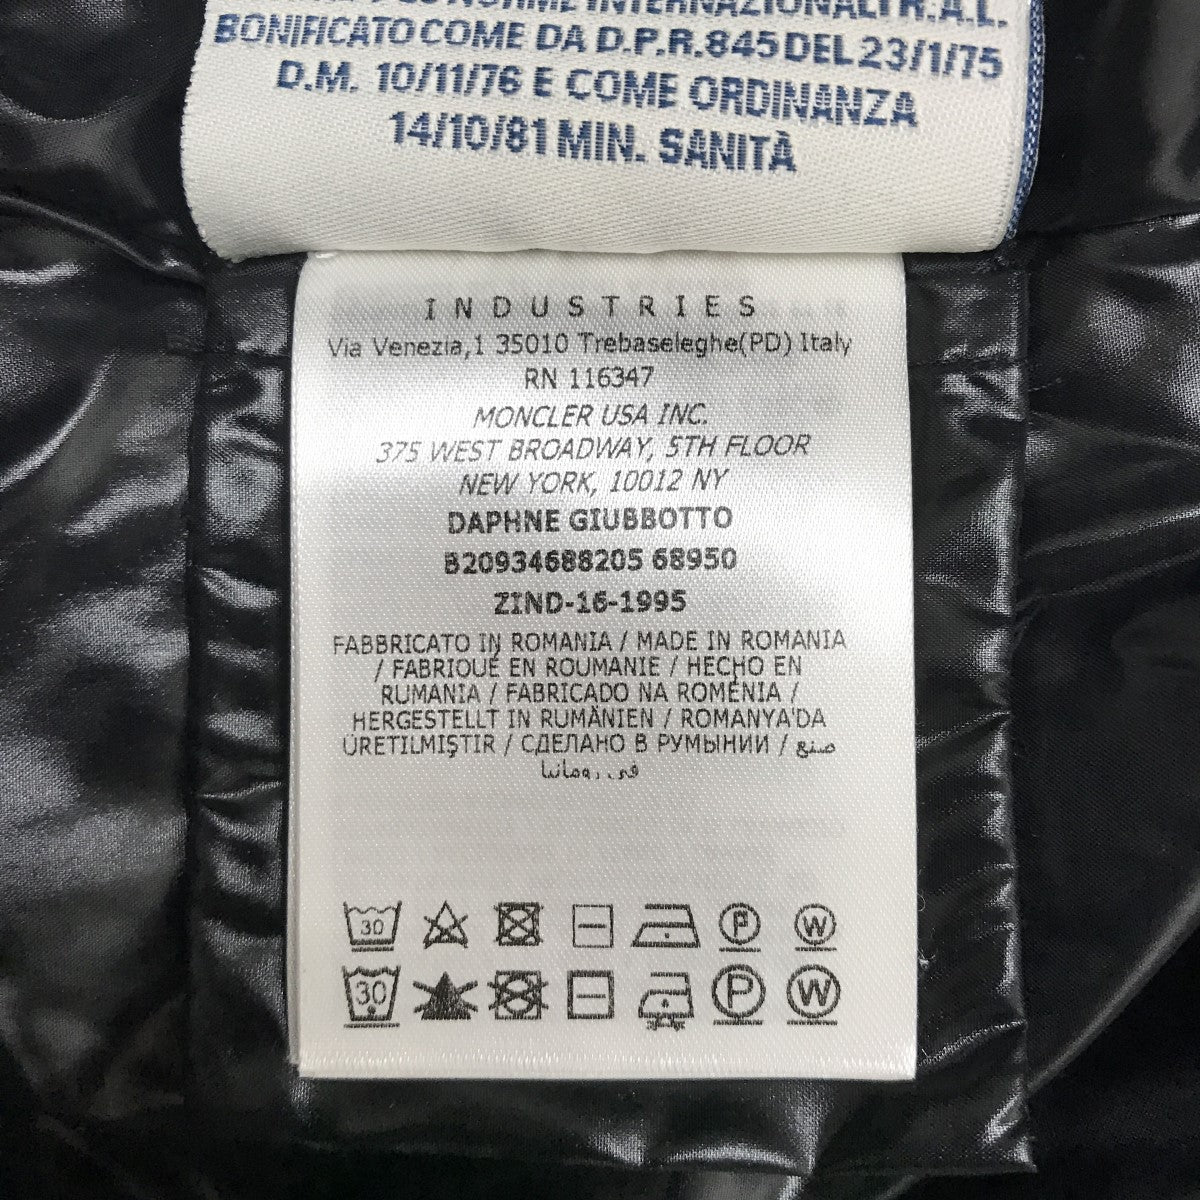 NORME INTERNAZIONALI R.A.L.
BONIFICATO COME DA D.P.R.845 DEL 23/1/75
D.M. 10/11/76 E COME ORDINANZA
14/10/81 MIN. SANITÀ
INDUSTRIES
Via Venezia,1 35010 Trebaseleghe(PD) Italy
RN 116347
MONCLER USA INC.
375 WEST BROADWAY, 5TH FLOOR
NEW YORK, 10012 NY
DAPHNE GIUBBOTTO
B20934688205 68950
ZIND-16-1995
FABBRICATO IN ROMANIA / MADE IN ROMANIA
/ FABRIQUÉ EN ROUMANIE / HECHO EN
RUMANIA / FABRICADO NA ROMÉNIA /
HERGESTELLT IN RUMÄNIEN / ROMANYA'DA
ÜRETILMIŞTIR / СДЕЛАНО В РУМЫНИИ / صنع
في رومانيا
30 P W
30 P W